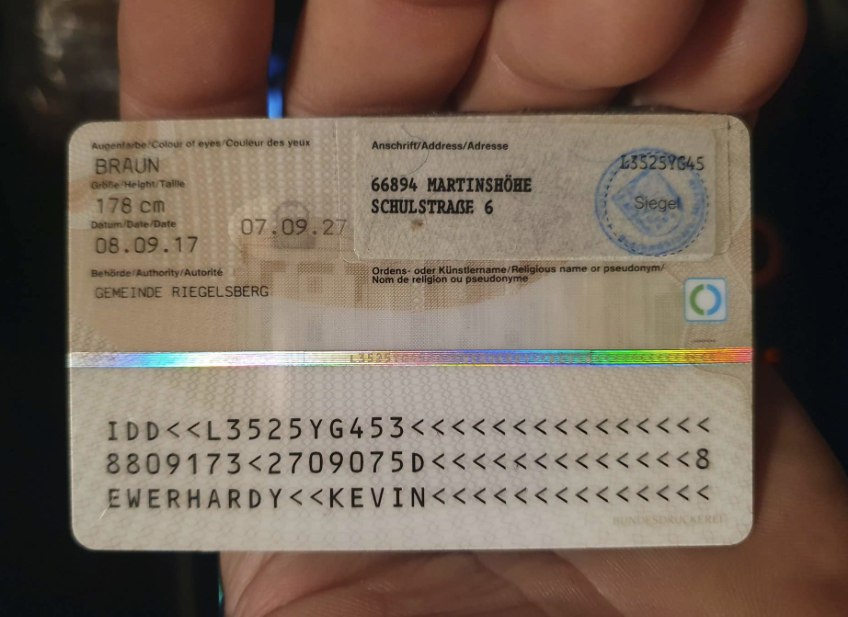 Augenfarbe/Colour of eyes/Couleur des yeux
BRAUN
Größe/Height/Taille
178 cm
Datum/Date/Date
08.09.17
07.09.27
Behörde/Authority/Autorité
GEMEINDE RIEGELSBERG
Anschrift/Address/Adresse
L3525YG45
66894 MARTINSHÖHE
SCHULSTRAẞE 6
Siegel
Ordens- oder Künstlername/Religious name or pseudonym/
Nom de religion ou pseudonyme
IDD<<L3525YG453<<<<<<<<<<<<<<<
8809173<2709075D<<<<<<<<<<<<<8
EWERHARDY<<KEVIN<<<<<<<<<<<<<<
BUNDESDRUCKEREI